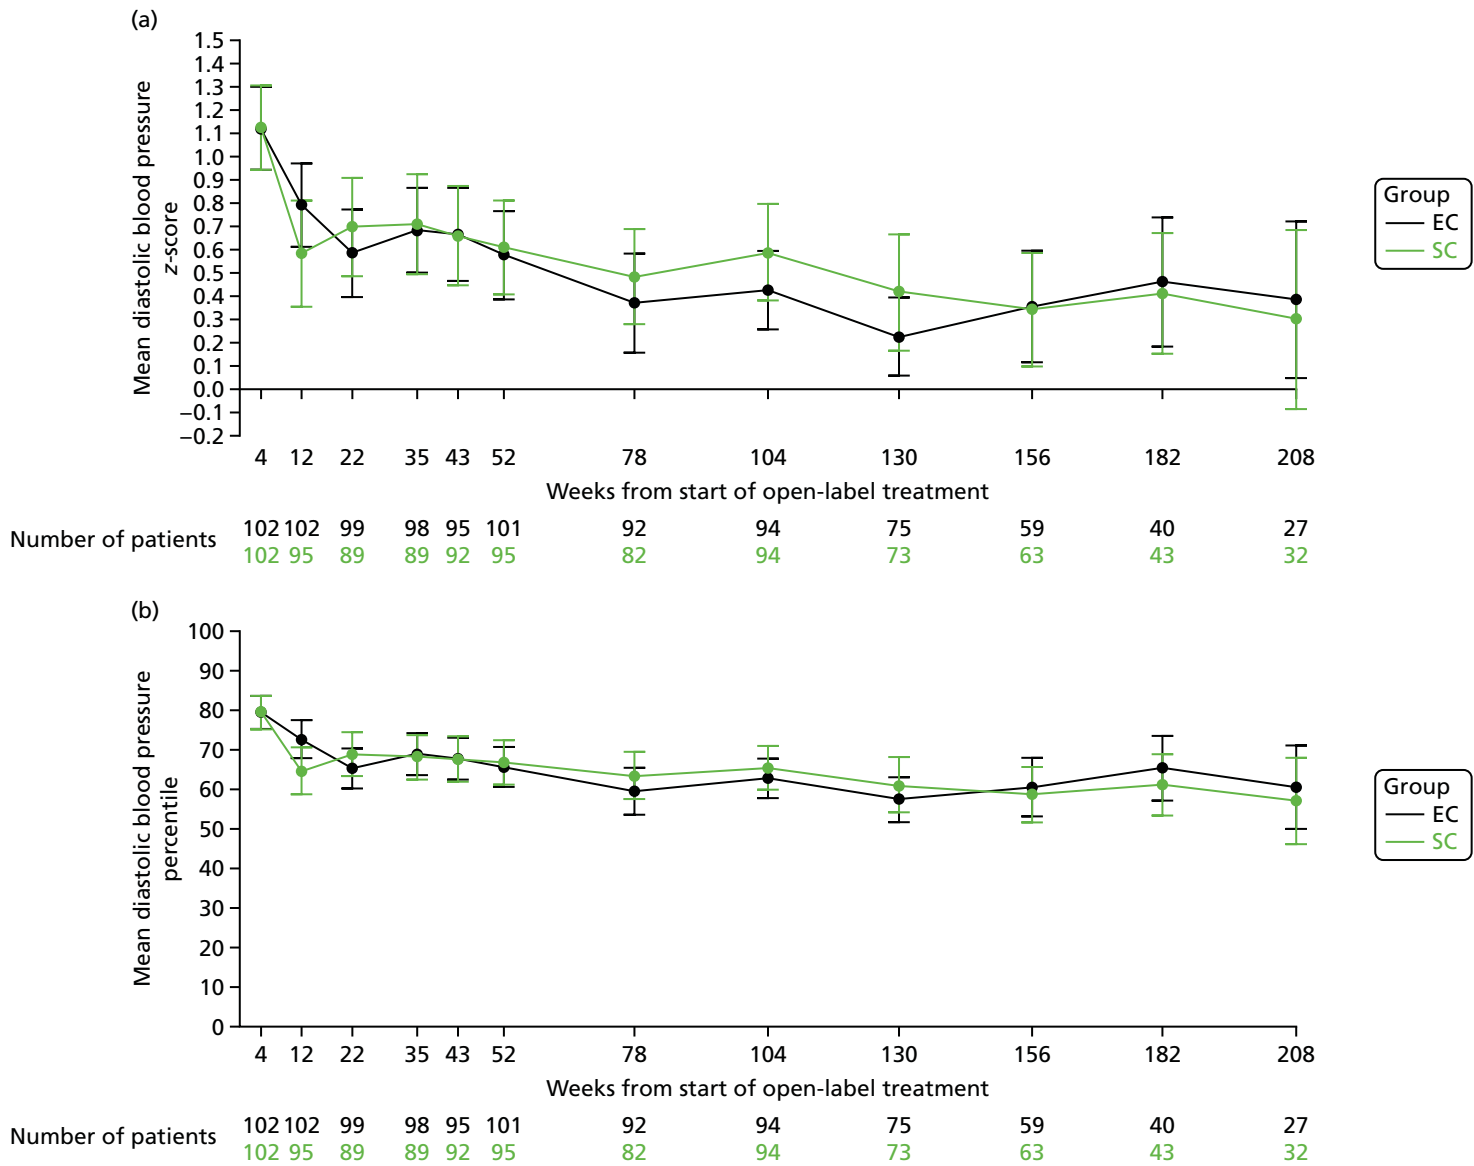 (a)
Mean diastolic blood pressure
z-score
1.5
1.4
1.3
1.2
1.1
1.0
0.9
0.8
0.7
0.6
0.5
0.4
0.3
0.2
0.1
0.0
−0.1
−0.2
4 12 22 35 43 52 78 104 130 156 182 208
Weeks from start of open-label treatment
Number of patients
102 102 99 98 95 101 92 94 75 59 40 27
102 95 89 89 92 95 82 94 73 63 43 32
Group
EC
SC
(b)
Mean diastolic blood pressure
percentile
100
90
80
70
60
50
40
30
20
10
0
4 12 22 35 43 52 78 104 130 156 182 208
Weeks from start of open-label treatment
Number of patients
102 102 99 98 95 101 92 94 75 59 40 27
102 95 89 89 92 95 82 94 73 63 43 32
Group
EC
SC